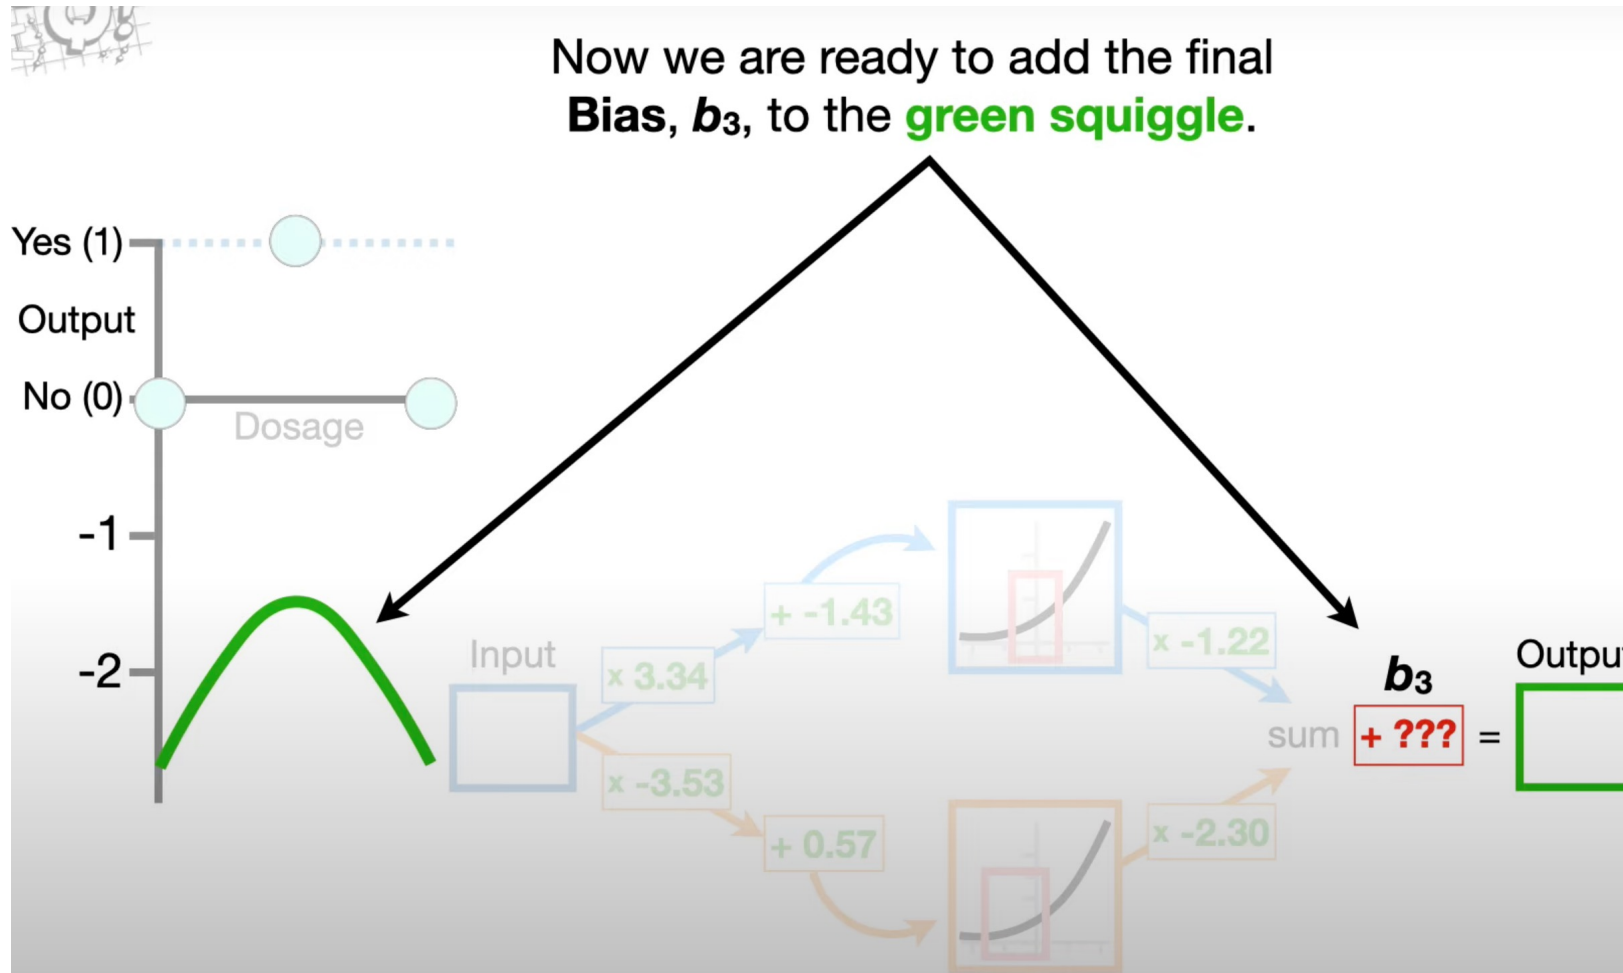 Now we are ready to add the final
Bias, b3, to the green squiggle.
Yes (1)
Output
No (0)
Dosage
-1
-2
Input
x 3.34
+ -1.43
x -1.22
x -3.53
+ 0.57
x -2.30
sum
b3
+ ???
=